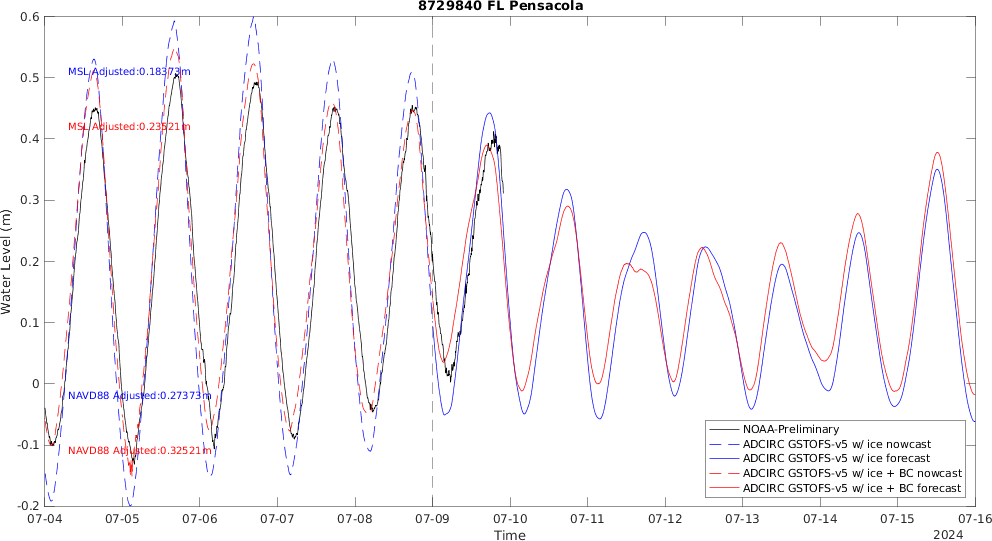 8729840 FL Pensacola
0.6
0.5
0.4
0.3
0.2
0.1
0
-0.1
-0.2
Water Level (m)
MSL Adjusted:0.18373m
MSL Adjusted:0.23521m
NAVD88 Adjusted:0.27373m
NAVD88 Adjusted:0.32521m
NOAA-Preliminary
ADCIRC GSTOFS-v5 w/ ice nowcast
ADCIRC GSTOFS-v5 w/ ice forecast
ADCIRC GSTOFS-v5 w/ ice + BC nowcast
ADCIRC GSTOFS-v5 w/ ice + BC forecast
07-04 07-05 07-06 07-07 07-08 07-09 07-10 07-11 07-12 07-13 07-14 07-15 07-16
Time
2024